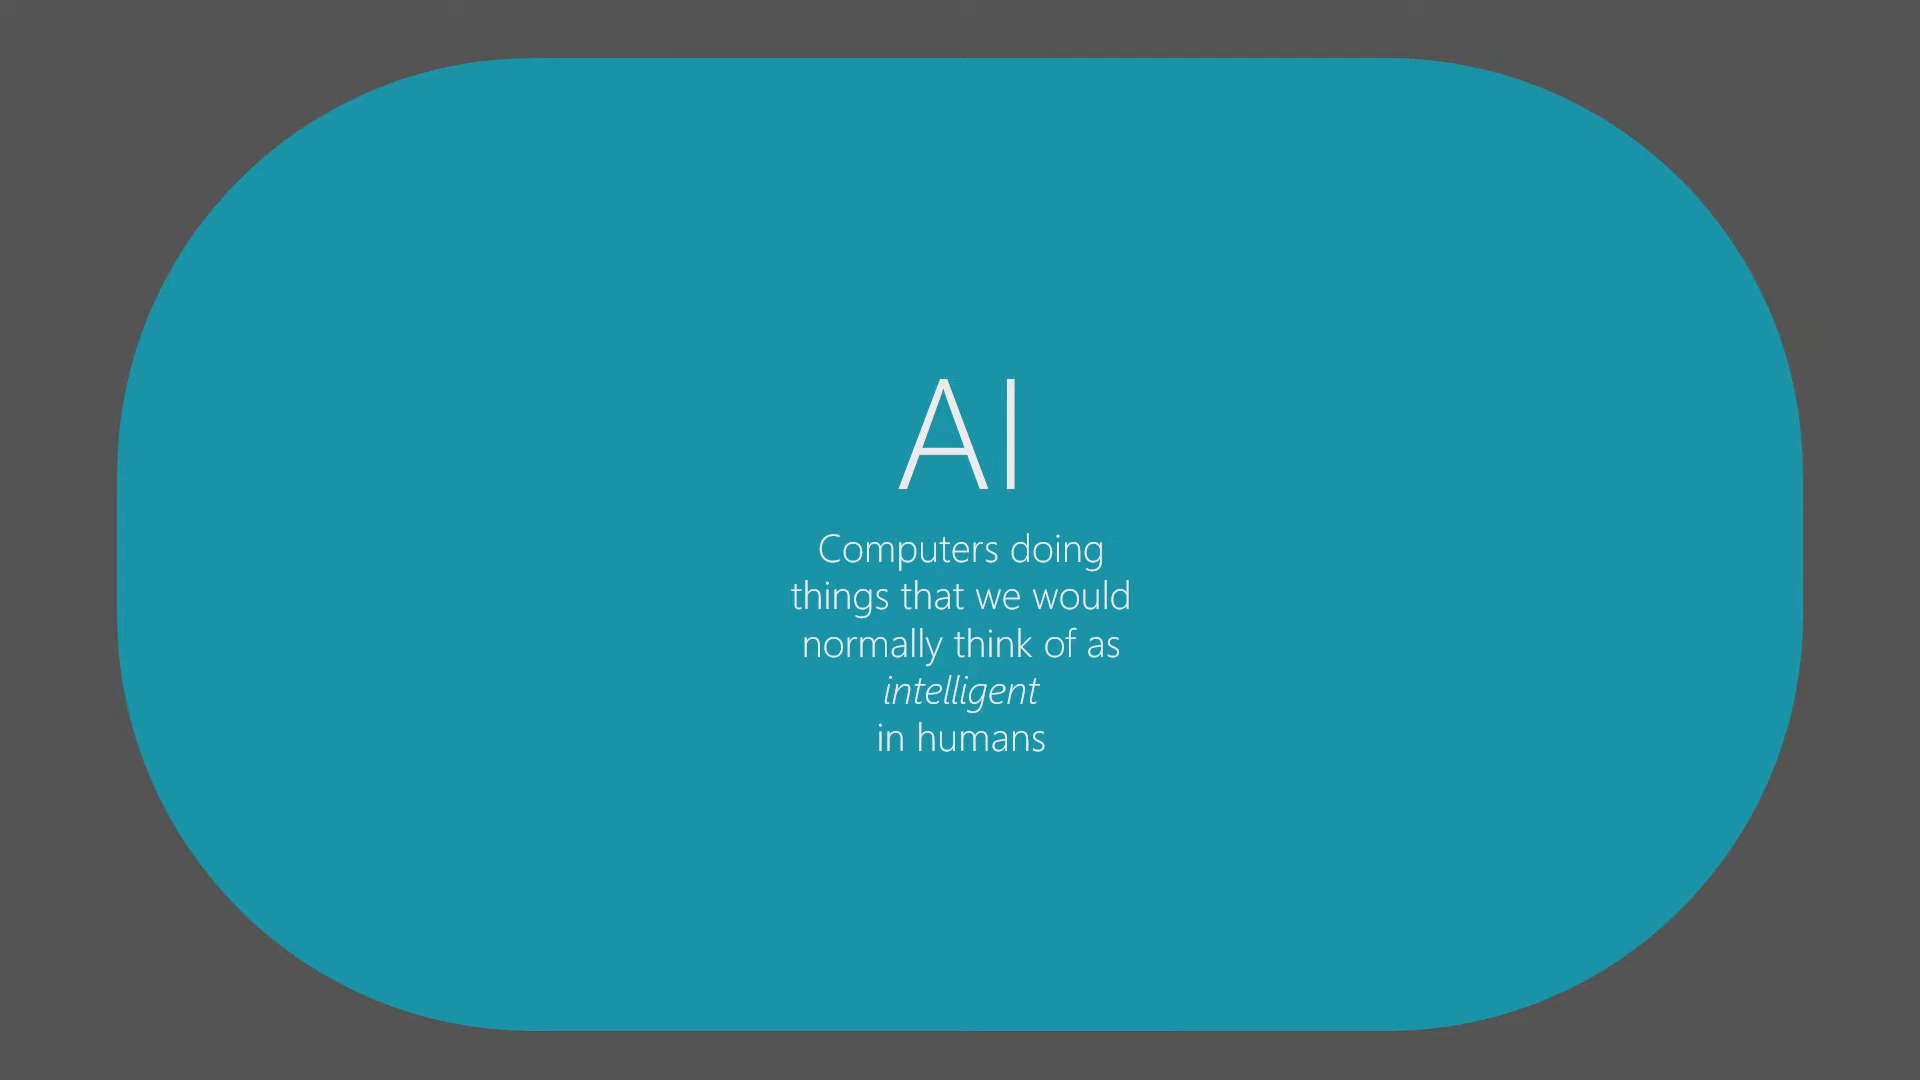 AI
Computers doing
things that we would
normally think of as
intelligent
in humans